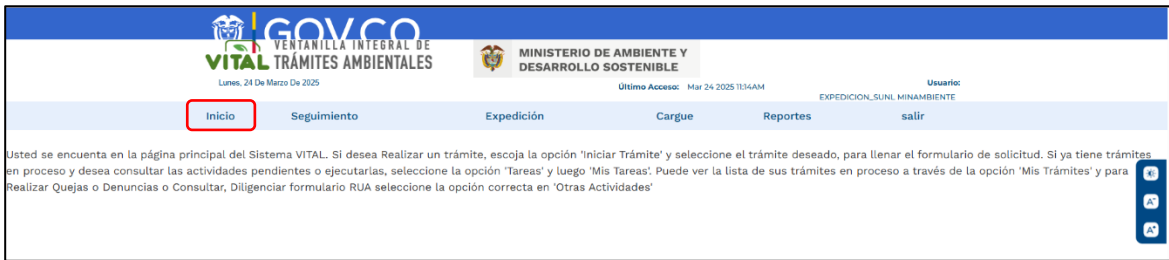 GOV.CO
VITAL
VENTANILLA INTEGRAL DE
TRÁMITES AMBIENTALES
MINISTERIO DE AMBIENTE Y
DESARROLLO SOSTENIBLE
Lunes, 24 De Marzo De 2025
Último Acceso: Mar 24 2025 11:14AM
Usuario:
EXPEDICION_SUNL MINAMBIENTE
Inicio Seguimiento Expedición Cargue Reportes salir
Usted se encuenta en la página principal del Sistema VITAL. Si desea Realizar un trámite, escoja la opción 'Iniciar Trámite' y seleccione el trámite deseado, para llenar el formulario de solicitud. Si ya tiene trámites
en proceso y desea consultar las actividades pendientes o ejecutarlas, seleccione la opción 'Tareas' y luego 'Mis Tareas'. Puede ver la lista de sus trámites en proceso a través de la opción 'Mis Trámites' y para
Realizar Quejas o Denuncias o Consultar, Diligenciar formulario RUA seleccione la opción correcta en 'Otras Actividades'
A-
A+